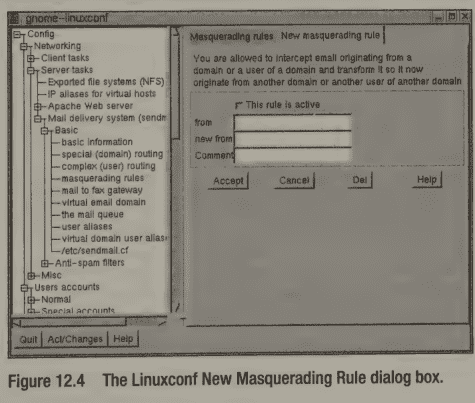 gnome-linuxconf
Config
Networking
Client tasks
Server tasks
Exported file systems (NFS)
IP aliases for virtual hosts
Apache Web server
Mail delivery system (sendm
Basic
basic information
special (domain) routing
complex (user) routing
masquerading rules
mail to fax gateway
virtual email domain
the mail queue
user aliases
virtual domain user aliase
/etc/sendmail.cf
Anti-spam filters
Misc
Users accounts
Normal
Special accounts
Quit
Act/Changes
Help
Masquerading rules
New masquerading rule
You are allowed to intercept email originating from a
domain or a user of a domain and transform it so it now
originate from another domain or another user of another domain
This rule is active
from
new from
Comment
Accept
Cancel
Del
Help
Figure 12.4 The Linuxconf New Masquerading Rule dialog box.